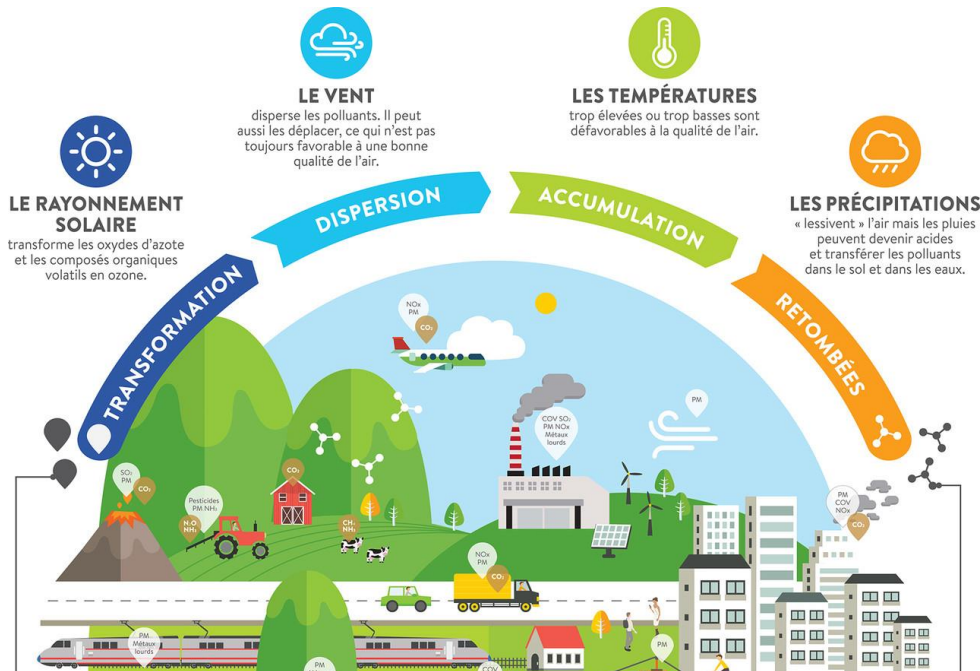 LE VENT
disperse les polluants. Il peut
aussi les déplacer, ce qui n'est pas
toujours favorable à une bonne
qualité de l'air.
LES TEMPÉRATURES
trop élevées ou trop basses sont
défavorables à la qualité de l'air.
LE RAYONNEMENT
SOLAIRE
transforme les oxydes d'azote
et les composés organiques
volatils en ozone.
LES PRÉCIPITATIONS
« lessivent » l'air mais les pluies
peuvent devenir acides
et transférer les polluants
dans le sol et dans les eaux.
TRANSFORMATION
DISPERSION
ACCUMULATION
RETOMBÉES
NOx
PM
CO₂
PM
COV SO₂
PM NOx
Métaux
lourds
SO₂
PM
CO₂
Pesticides
PM NH₃
N₂O
NH₃
CO₂
CH₄
NH₃
PM
COV
NOx
CO₂
NOx
CO₂
PM
Métaux
lourds
PM
PM
COV